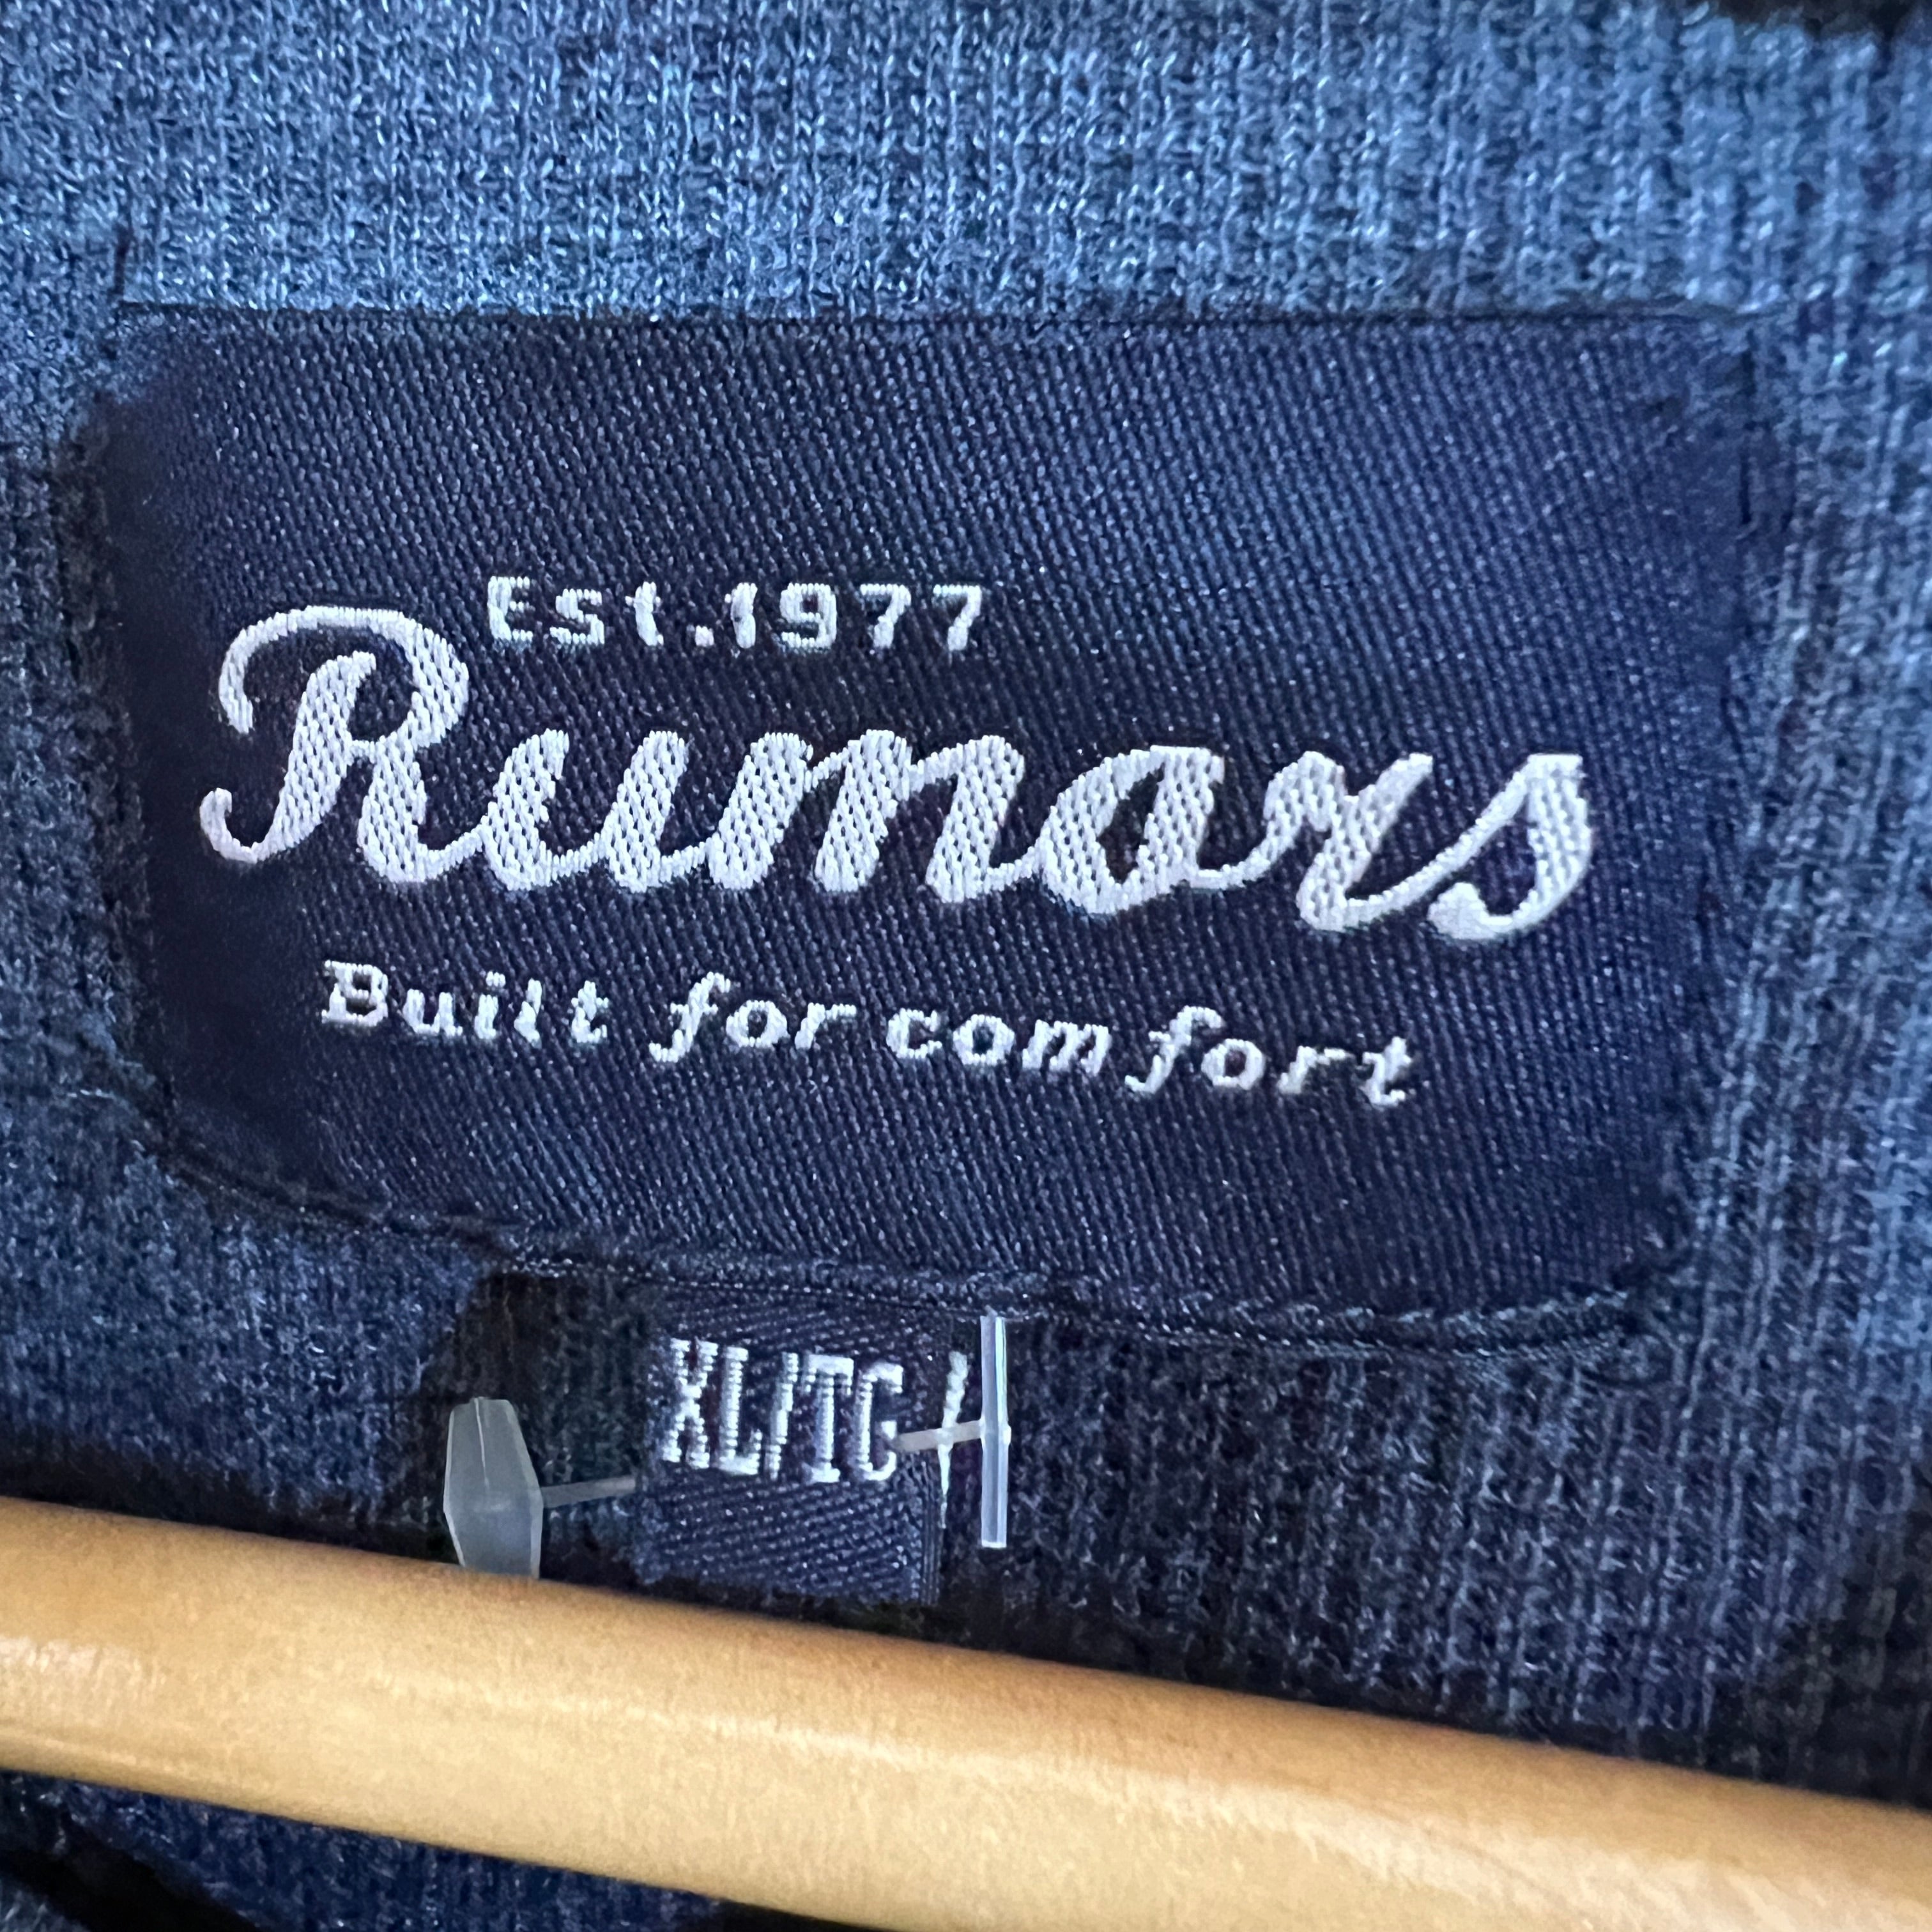 Est.1977
Rumors
Built for comfort
XL/TG